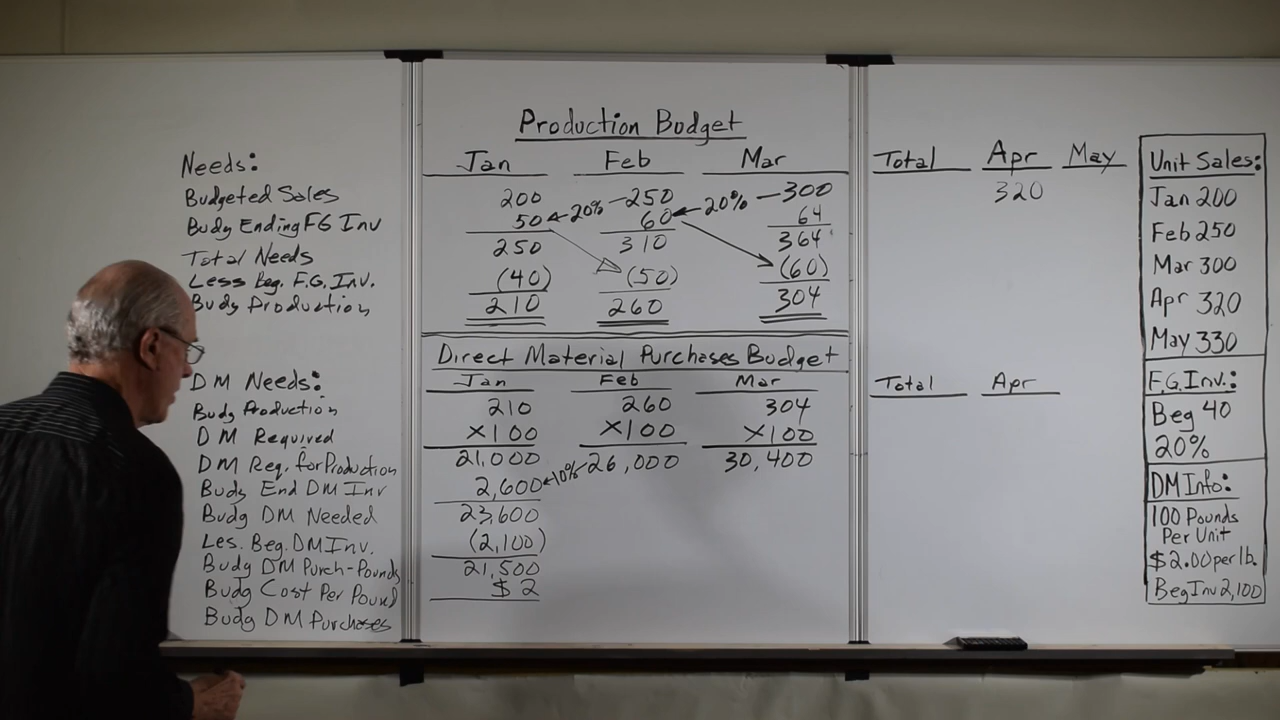 Production Budget
Needs: Jan Feb Mar Total Apr May
Budgeted Sales 200 20% 250 20% 300 320
Budg Ending FG Inv 50 60 64
Total Needs 250 310 364
Less Beg. F.G. Inv. (40) (50) (60)
Budg Production 210 260 304
Direct Material Purchases Budget
DM Needs: Jan Feb Mar Total Apr
Budg Production 210 260 304
DM Required X100 X100 X100
DM Req. for Production 21,000 26,000 30,400
Budg End DM Inv 2,600 10%
Budg DM Needed 23,600
Les. Beg. DM Inv. (2,100)
Budg DM Purch-Pounds 21,500
Budg Cost Per Pound $2
Budg DM Purchases
Unit Sales:
Jan 200
Feb 250
Mar 300
Apr 320
May 330
F.G. Inv.:
Beg 40
20%
DM Info:
100 Pounds
Per Unit
$2.00 per lb.
Beg Inv 2,100